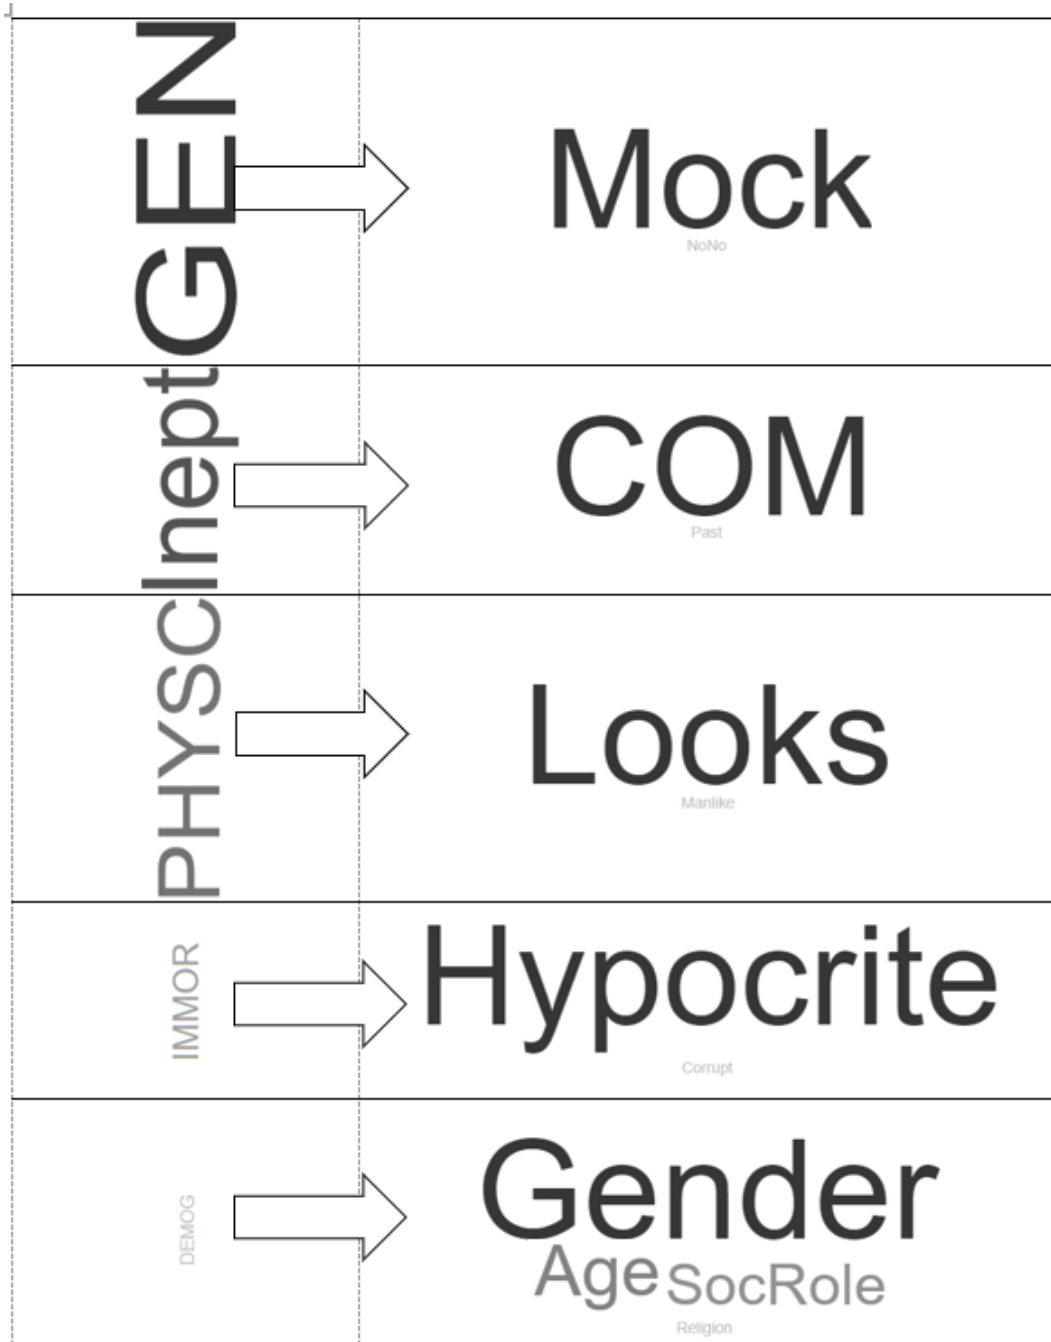 GEN
Mock
NoNo
Inept
COM
Past
PHYSC
Looks
Manlike
IMMOR
Hypocrite
Corrupt
DEMOG
Gender
Age SocRole
Religion